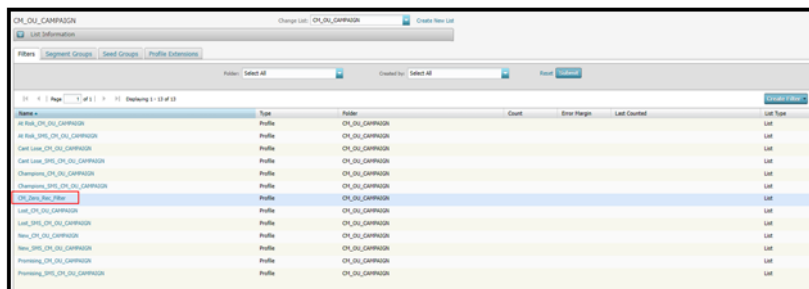 CM_OU_CAMPAIGN Change List: CM_OU_CAMPAIGN Create New List
List Information
Filters Segment Groups Seed Groups Profile Extensions
Folder: Select All Created by: Select All Reset Submit
Page 1 of 1 Displaying 1 - 13 of 13 Create Filter
Name Type Folder Count Error Margin Last Counted List Type
At Risk_CM_OU_CAMPAIGN Profile CM_OU_CAMPAIGN List
At Risk_SMS_CM_OU_CAMPAIGN Profile CM_OU_CAMPAIGN List
Cant Lose_CM_OU_CAMPAIGN Profile CM_OU_CAMPAIGN List
Cant Lose_SMS_CM_OU_CAMPAIGN Profile CM_OU_CAMPAIGN List
Champions_CM_OU_CAMPAIGN Profile CM_OU_CAMPAIGN List
Champions_SMS_CM_OU_CAMPAIGN Profile CM_OU_CAMPAIGN List
CM_Zero_Rec_Filter Profile CM_OU_CAMPAIGN List
Lost_CM_OU_CAMPAIGN Profile CM_OU_CAMPAIGN List
Lost_SMS_CM_OU_CAMPAIGN Profile CM_OU_CAMPAIGN List
New_CM_OU_CAMPAIGN Profile CM_OU_CAMPAIGN List
New_SMS_CM_OU_CAMPAIGN Profile CM_OU_CAMPAIGN List
Promising_CM_OU_CAMPAIGN Profile CM_OU_CAMPAIGN List
Promising_SMS_CM_OU_CAMPAIGN Profile CM_OU_CAMPAIGN List